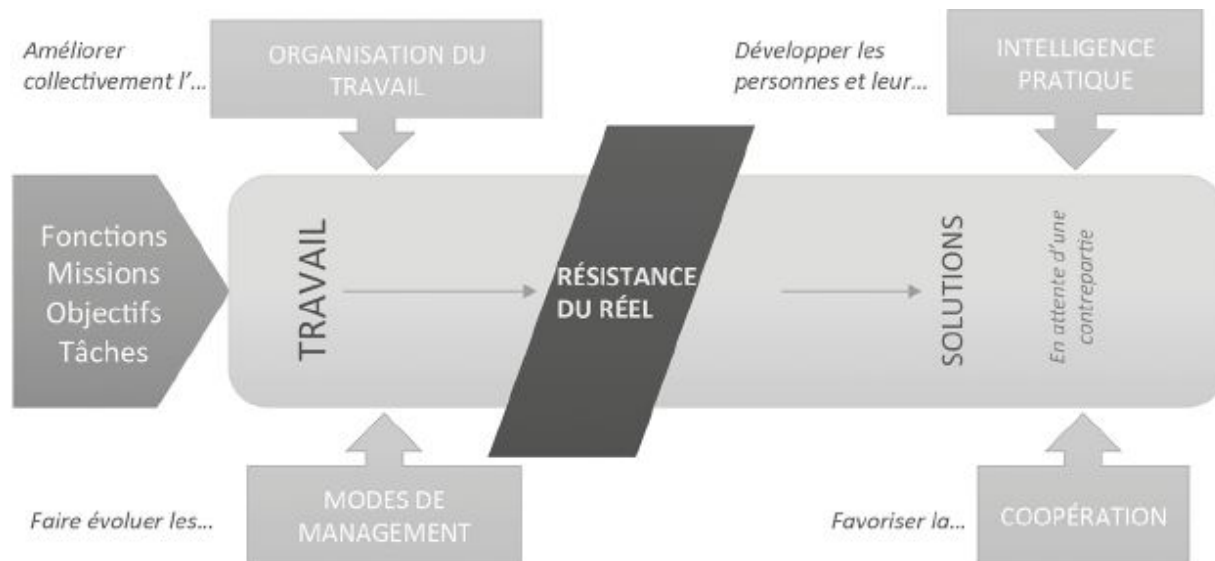 Améliorer
collectivement l’...
ORGANISATION DU
TRAVAIL
Développer les
personnes et leur...
INTELLIGENCE
PRATIQUE
Fonctions
Missions
Objectifs
Tâches
TRAVAIL
RÉSISTANCE
DU RÉEL
SOLUTIONS
En attente d’une
contrepartie
Faire évoluer les...
MODES DE
MANAGEMENT
Favoriser la...
COOPÉRATION